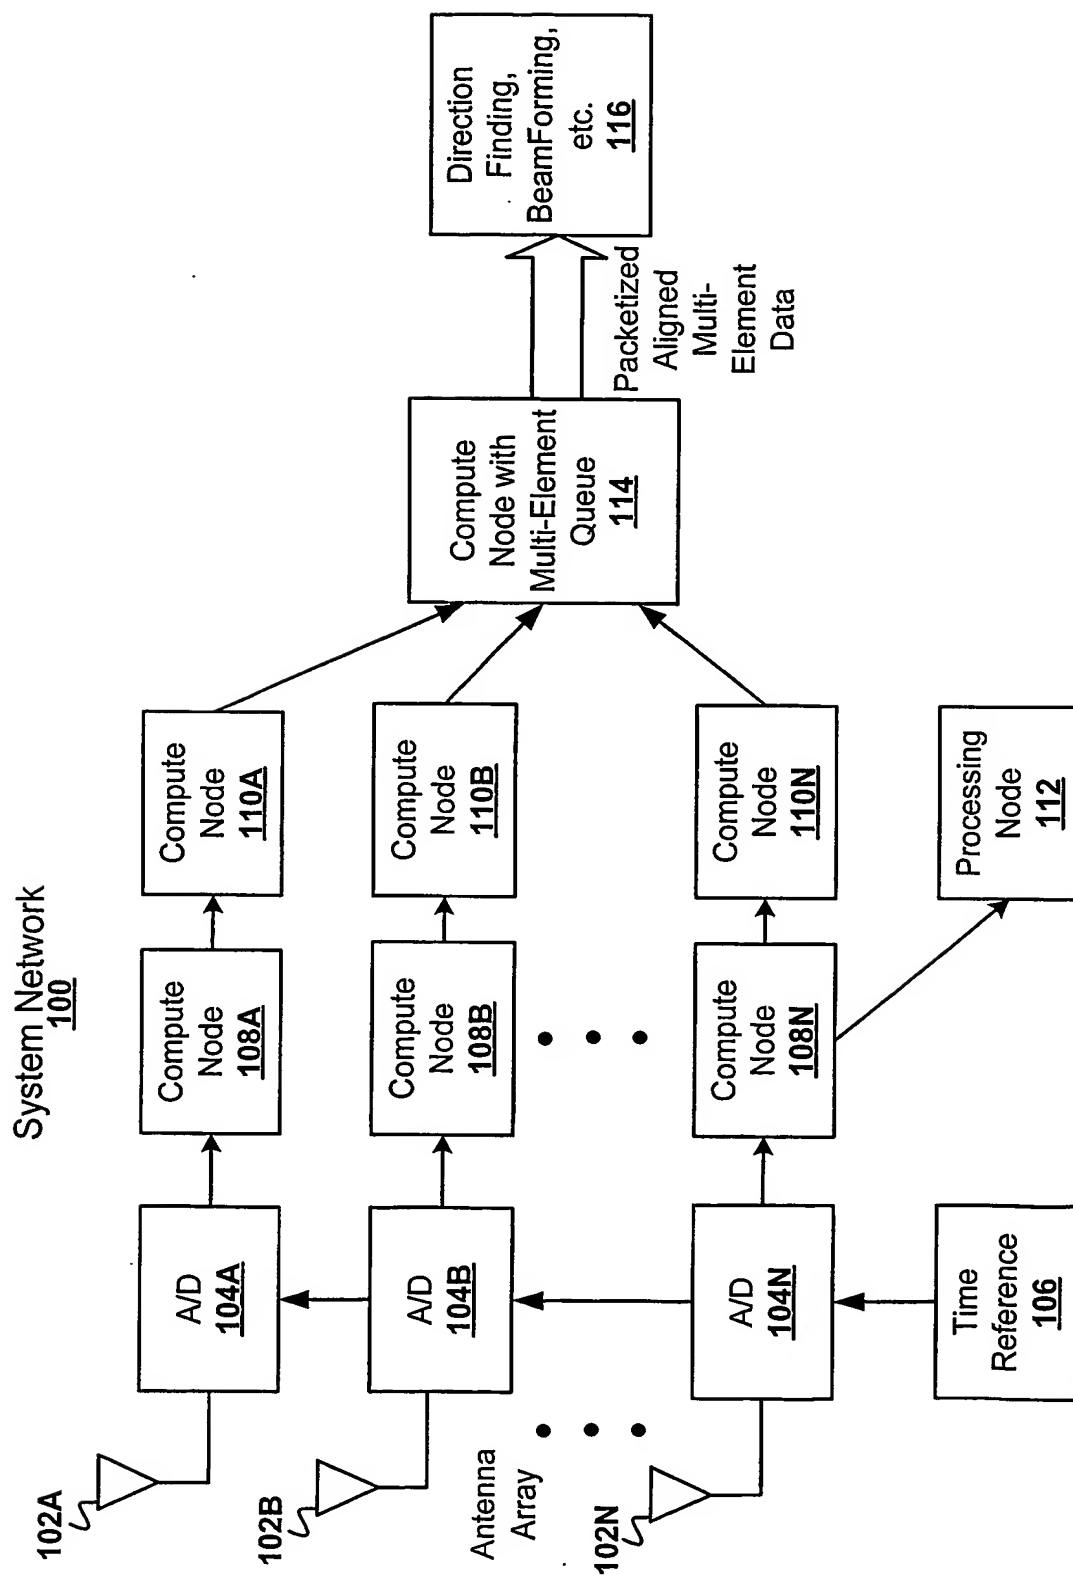 System Network
100
102A
A/D
104A
Compute
Node
108A
Compute
Node
110A
102B
A/D
104B
Compute
Node
108B
Compute
Node
110B
Antenna
Array
102N
A/D
104N
Compute
Node
108N
Compute
Node
110N
Time
Reference
106
Processing
Node
112
Compute
Node with
Multi-Element
Queue
114
Packetized
Aligned
Multi-
Element
Data
Direction
Finding,
BeamForming,
etc.
116